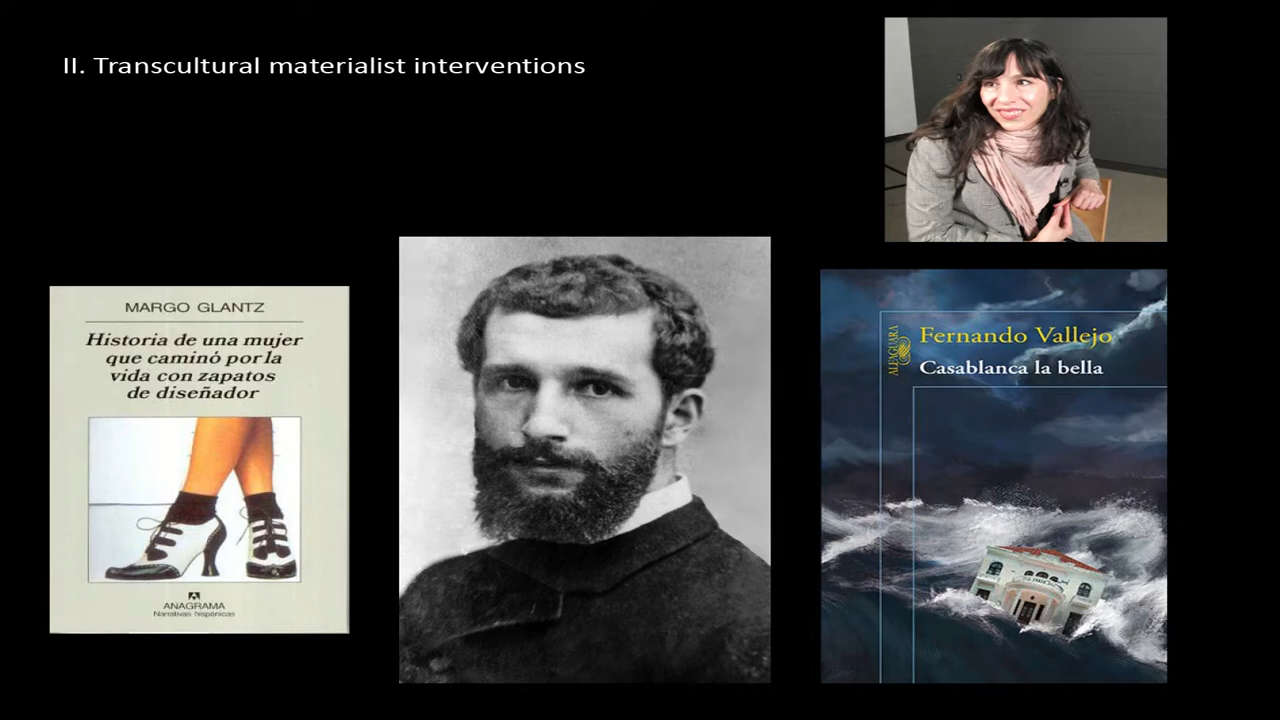 II. Transcultural materialist interventions
MARGO GLANTZ
Historia de una mujer
que caminó por la
vida con zapatos
de diseñador
ANAGRAMA
Narrativas hispánicas
ALFAGUARA
Fernando Vallejo
Casablanca la bella